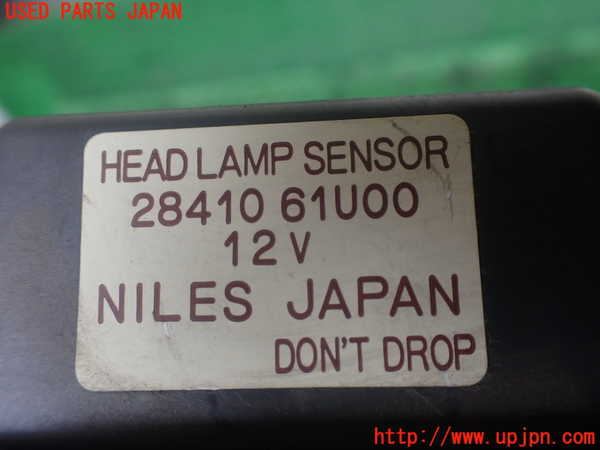 USED PARTS JAPAN
HEAD LAMP SENSOR
28410 61U00
12V
NILES JAPAN
DON'T DROP
http://www.upjpn.com/